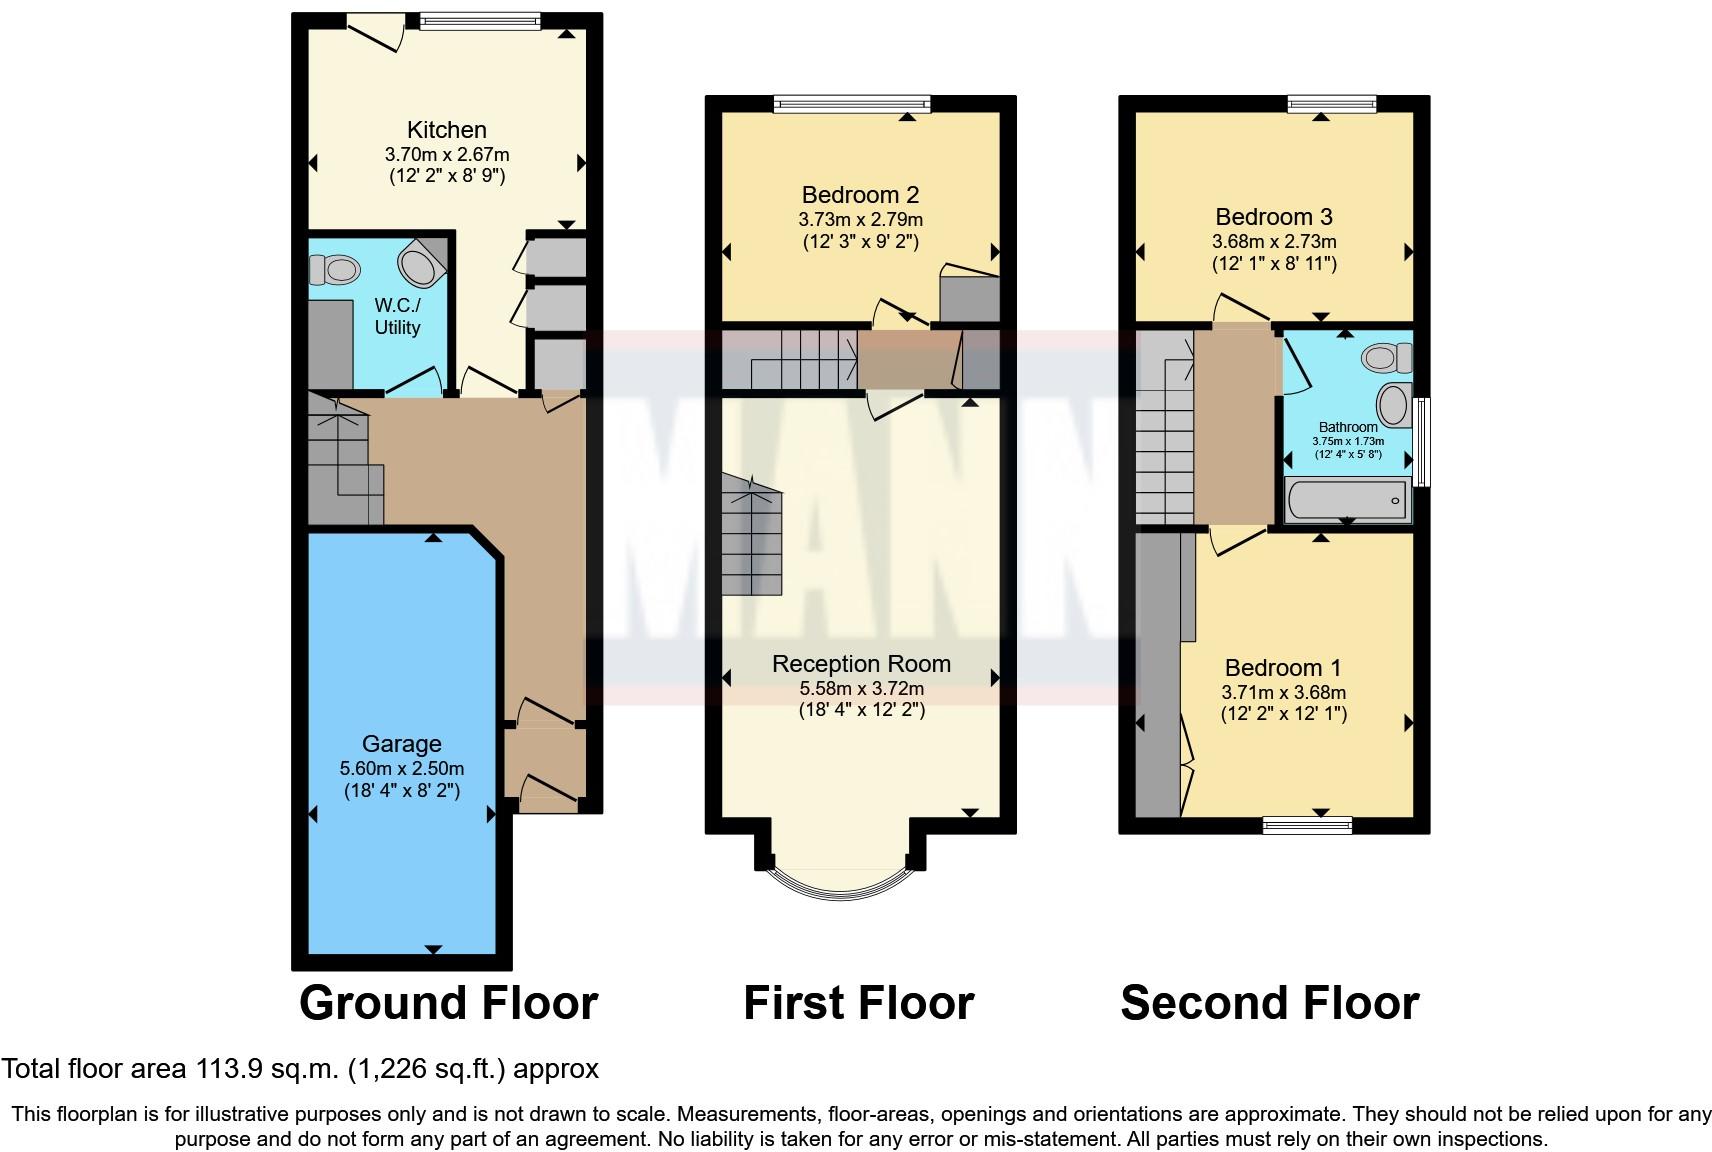 Kitchen
3.70m x 2.67m
(12' 2" x 8' 9")
W.C./
Utility
Garage
5.60m x 2.50m
(18' 4" x 8' 2")
Ground Floor
Bedroom 2
3.73m x 2.79m
(12' 3" x 9' 2")
MANN
Reception Room
5.58m x 3.72m
(18' 4" x 12' 2")
First Floor
Bedroom 3
3.68m x 2.73m
(12' 1" x 8' 11")
Bathroom
3.75m x 1.73m
(12' 4" x 5' 8")
Bedroom 1
3.71m x 3.68m
(12' 2" x 12' 1")
Second Floor
Total floor area 113.9 sq.m. (1,226 sq.ft.) approx
This floorplan is for illustrative purposes only and is not drawn to scale. Measurements, floor-areas, openings and orientations are approximate. They should not be relied upon for any
purpose and do not form any part of an agreement. No liability is taken for any error or mis-statement. All parties must rely on their own inspections.